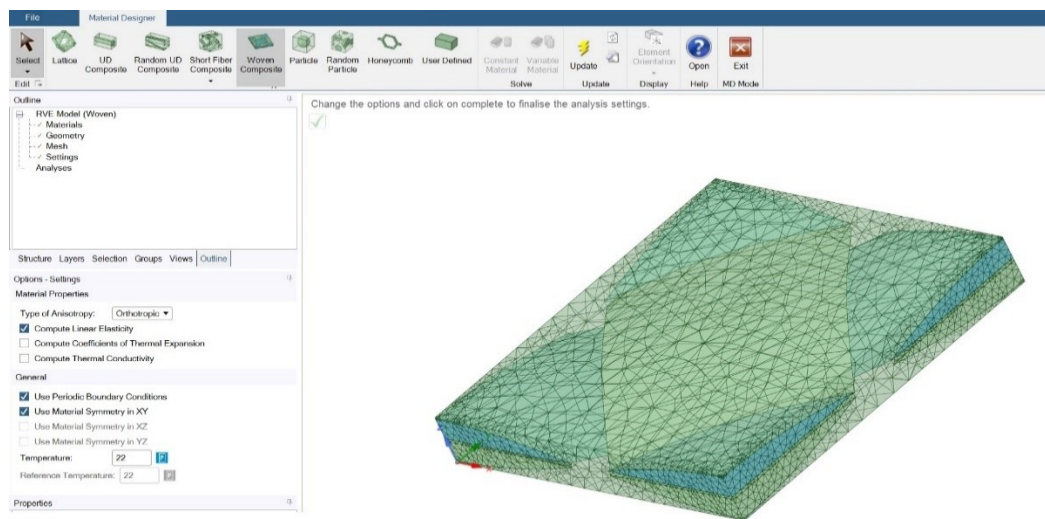 File Material Designer
Select Lattice UD Composite Random UD Composite Short Fiber Composite Woven Composite Particle Random Particle Honeycomb User Defined Constant Material Variable Material Update Element Orientation Open Exit
Edit Solve Update Display Help MD Mode
Outline
RVE Model (Woven)
Materials
Geometry
Mesh
Settings
Analyses
Structure Layers Selection Groups Views Outline
Options - Settings
Material Properties
Type of Anisotropy: Orthotropic
Compute Linear Elasticity
Compute Coefficients of Thermal Expansion
Compute Thermal Conductivity
General
Use Periodic Boundary Conditions
Use Material Symmetry in XY
Use Material Symmetry in XZ
Use Material Symmetry in YZ
Temperature: 22 P
Reference Temperature: 22 P
Properties
Change the options and click on complete to finalise the analysis settings.